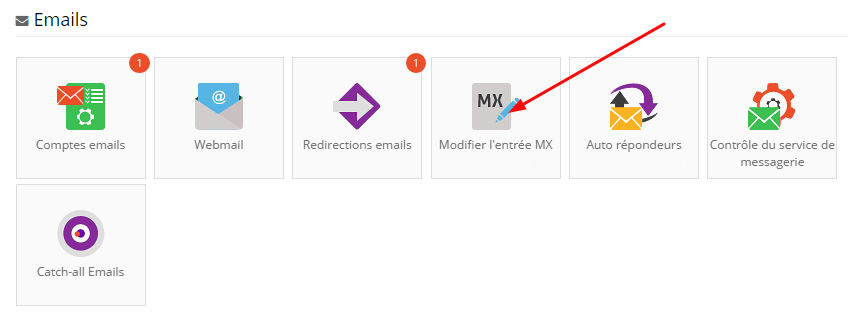 Emails
1
1
@
MX
Comptes emails
Webmail
Redirections emails
Modifier l'entrée MX
Auto répondeurs
Contrôle du service de
messagerie
Catch-all Emails